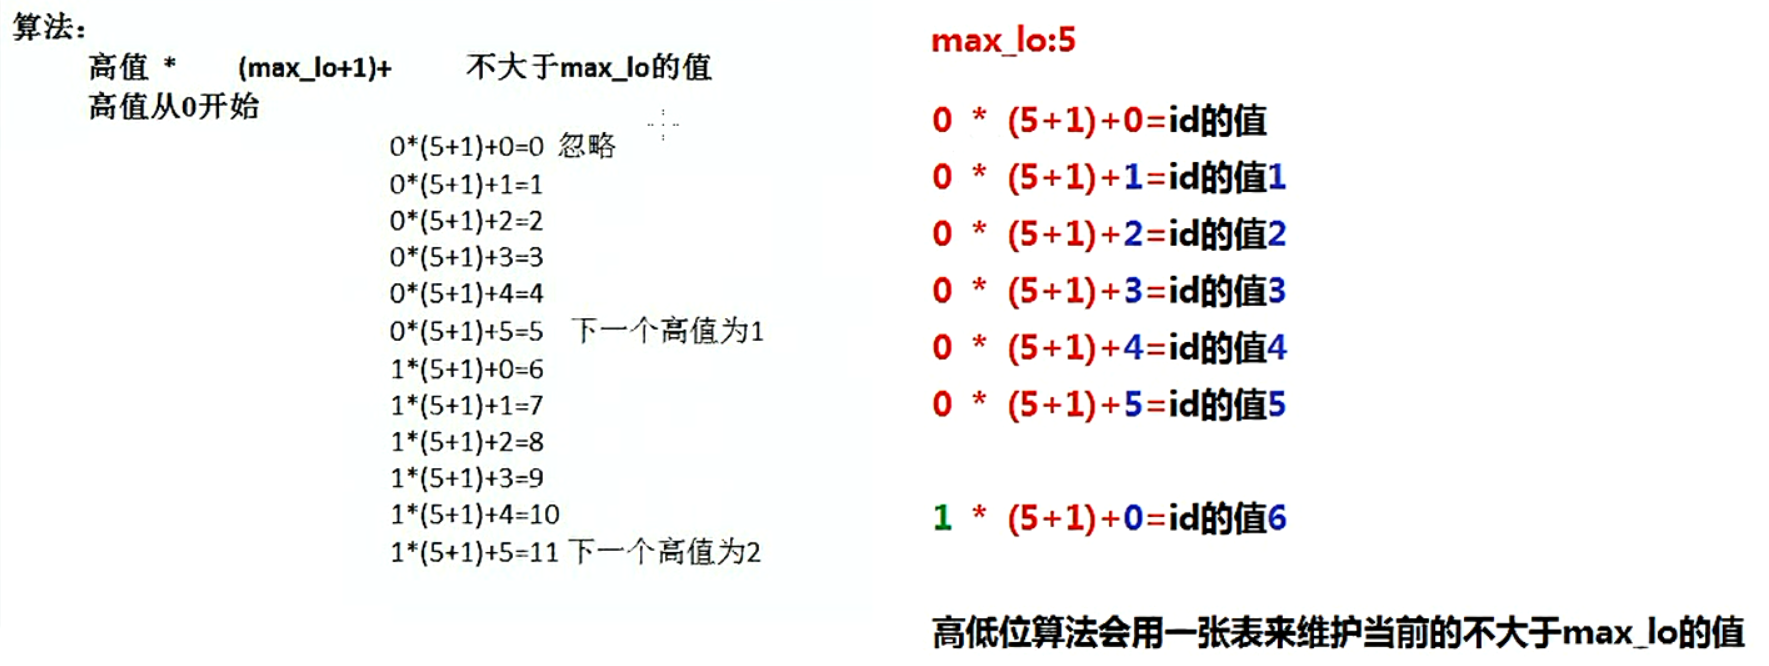 算法：
高值 * (max_lo+1)+ 不大于max_lo的值
高值从0开始
0*(5+1)+0=0 忽略
0*(5+1)+1=1
0*(5+1)+2=2
0*(5+1)+3=3
0*(5+1)+4=4
0*(5+1)+5=5 下一个高值为1
1*(5+1)+0=6
1*(5+1)+1=7
1*(5+1)+2=8
1*(5+1)+3=9
1*(5+1)+4=10
1*(5+1)+5=11 下一个高值为2
max_lo:5
0 * (5+1)+0=id的值
0 * (5+1)+1=id的值1
0 * (5+1)+2=id的值2
0 * (5+1)+3=id的值3
0 * (5+1)+4=id的值4
0 * (5+1)+5=id的值5
1 * (5+1)+0=id的值6
高低位算法会用一张表来维护当前的不大于max_lo的值